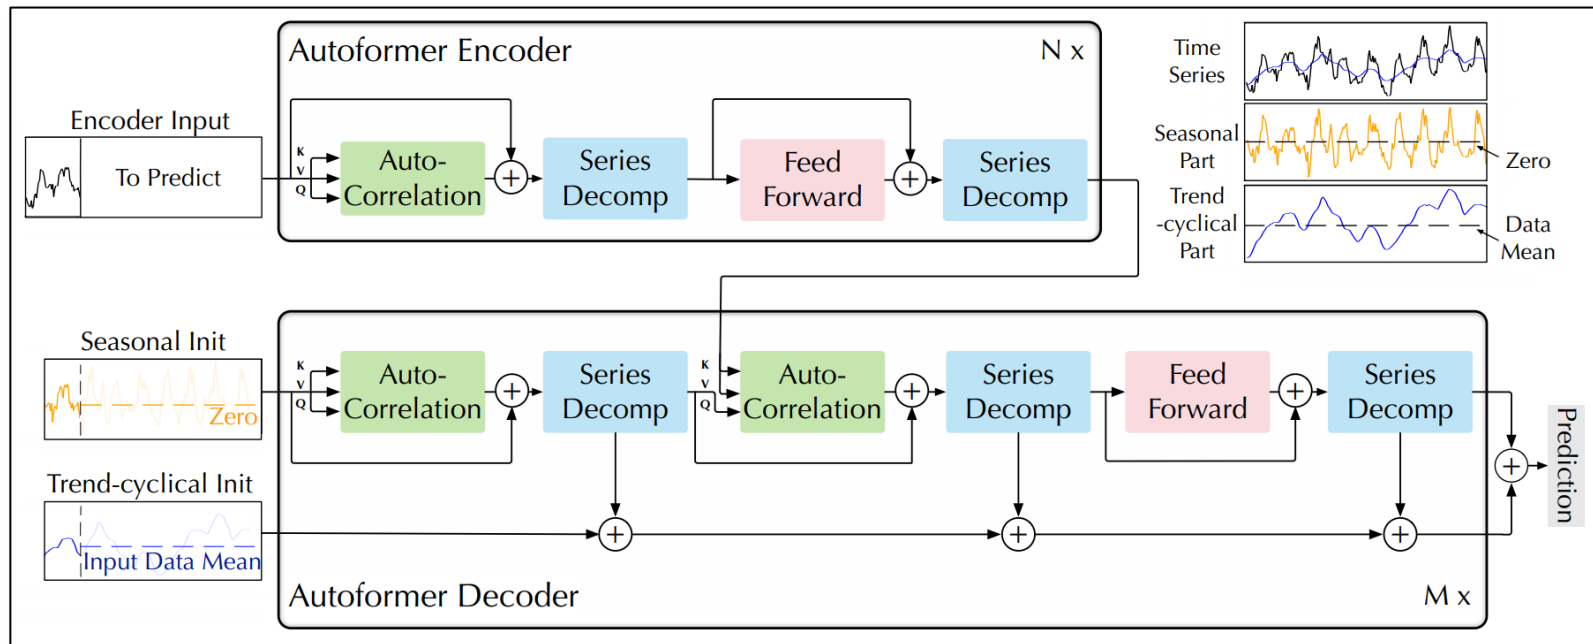 Autoformer Encoder
N x
Encoder Input
To Predict
K
V
Q
Auto-
Correlation
+
Series
Decomp
Feed
Forward
+
Series
Decomp
Time
Series
Seasonal
Part
Zero
Trend
-cyclical
Part
Data
Mean
Seasonal Init
Zero
K
V
Q
Auto-
Correlation
+
Series
Decomp
K
V
Q
Auto-
Correlation
+
Series
Decomp
Feed
Forward
+
Series
Decomp
Trend-cyclical Init
Input Data Mean
+
+
+
+
Prediction
Autoformer Decoder
M x